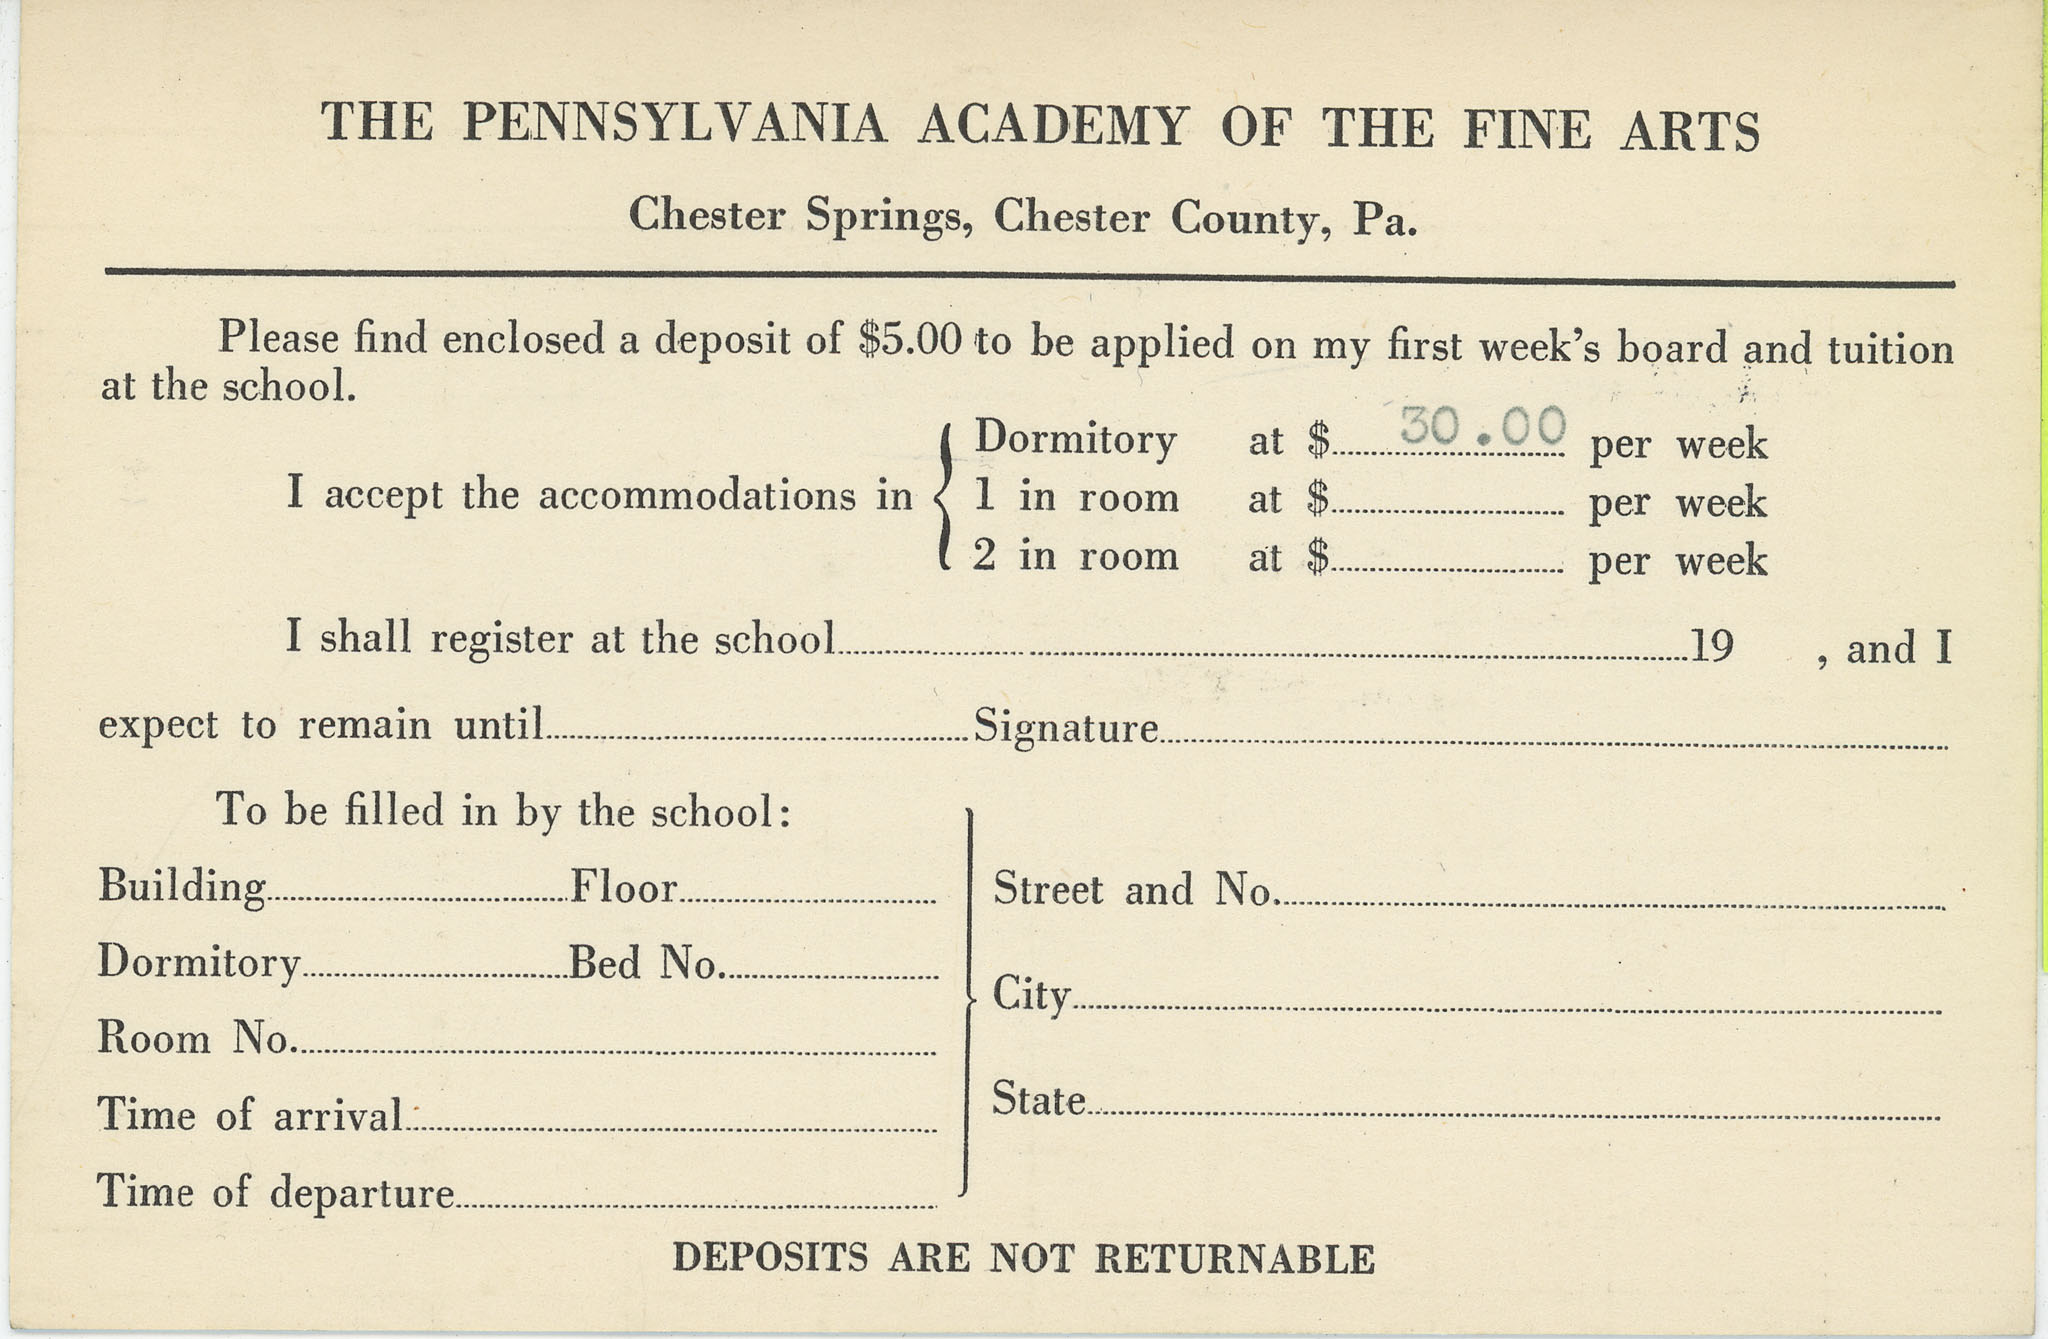 THE PENNSYLVANIA ACADEMY OF THE FINE ARTS
Chester Springs, Chester County, Pa.
Please find enclosed a deposit of $5.00 to be applied on my first week's board and tuition
at the school.
I accept the accommodations in
Dormitory at $ 30.00 per week
1 in room at $ per week
2 in room at $ per week
I shall register at the school 19 , and I
expect to remain until Signature
To be filled in by the school:
Building Floor
Dormitory Bed No.
Room No.
Time of arrival
Time of departure
Street and No.
City
State
DEPOSITS ARE NOT RETURNABLE